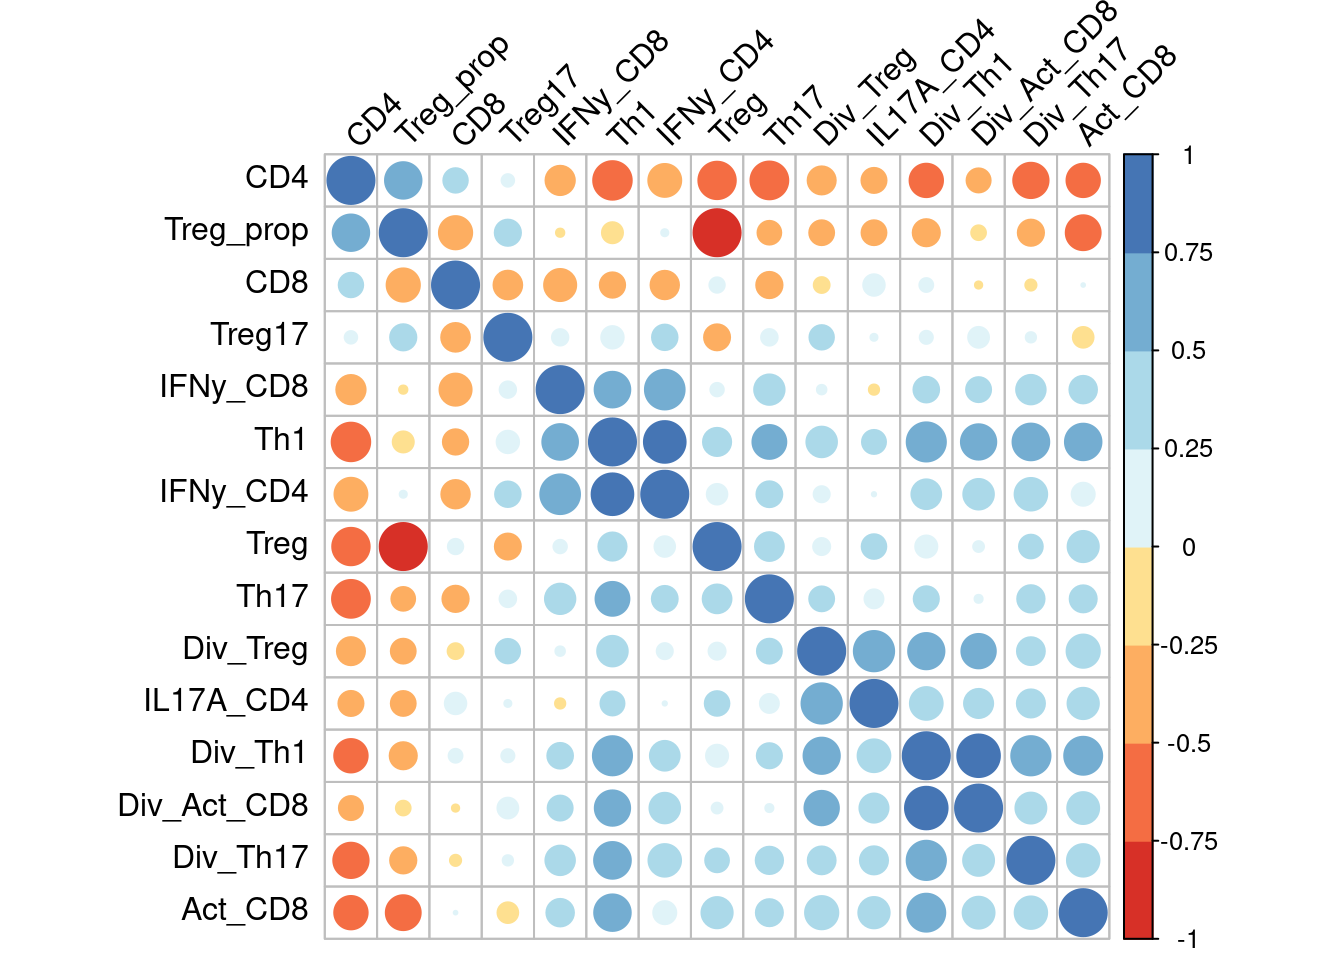 CD4
Treg_prop
CD8
Treg17
IFNy_CD8
Th1
IFNy_CD4
Treg
Th17
Div_Treg
IL17A_CD4
Div_Th1
Div_Act_CD8
Div_Th17
Act_CD8
CD4
Treg_prop
CD8
Treg17
IFNy_CD8
Th1
IFNy_CD4
Treg
Th17
Div_Treg
IL17A_CD4
Div_Th1
Div_Act_CD8
Div_Th17
Act_CD8
1
0.75
0.5
0.25
0
-0.25
-0.5
-0.75
-1